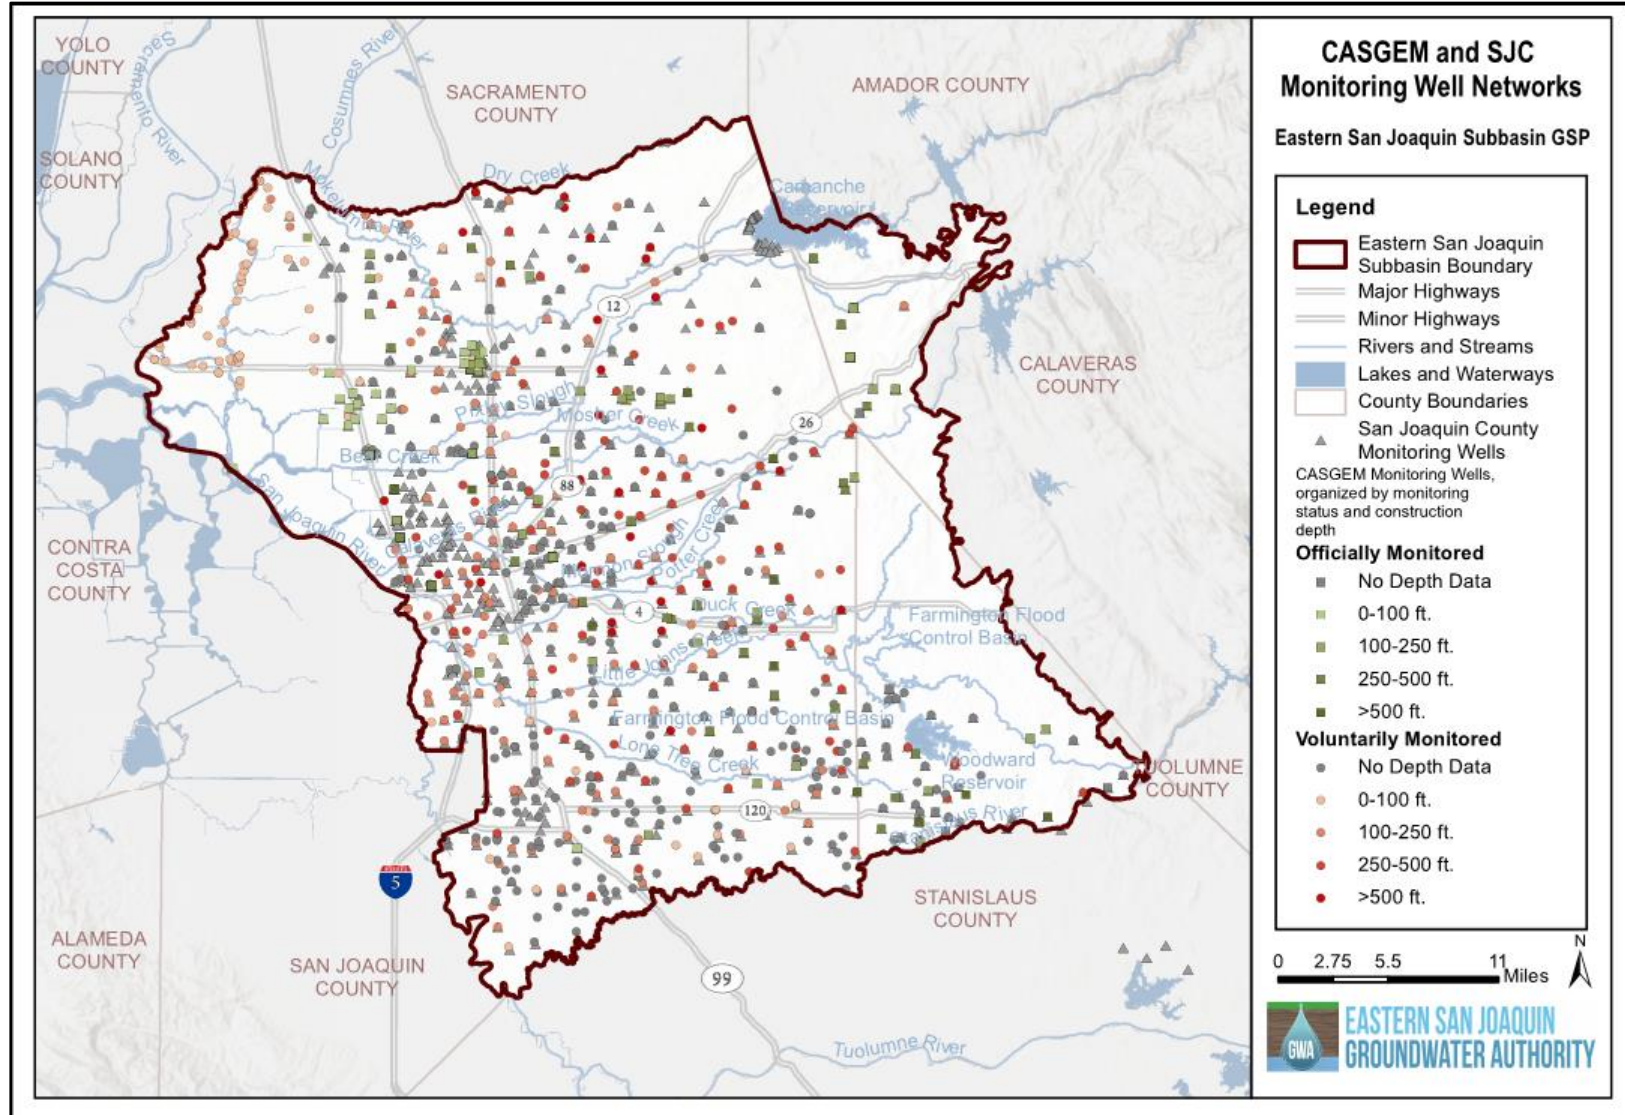 YOLO
COUNTY
Sacramento River
Cosumnes River
SACRAMENTO
COUNTY
AMADOR COUNTY
SOLANO
COUNTY
Mokelumne River
Dry Creek
Camanche
Reservoir
12
CALAVERAS
COUNTY
Pixley Slough
Mosher Creek
26
Bear Creek
88
San Joaquin River
Calaveras River
Mormon Slough
Potter Creek
CONTRA
COSTA
COUNTY
4
Duck Creek
Farmington Flood
Control Basin
Little Johns Creek
Farmington Flood Control Basin
Lone Tree Creek
Woodward
Reservoir
TUOLUMNE
COUNTY
120
Stanislaus River
5
STANISLAUS
COUNTY
ALAMEDA
COUNTY
SAN JOAQUIN
COUNTY
99
Tuolumne River
CASGEM and SJC
Monitoring Well Networks
Eastern San Joaquin Subbasin GSP
Legend
Eastern San Joaquin
Subbasin Boundary
Major Highways
Minor Highways
Rivers and Streams
Lakes and Waterways
County Boundaries
San Joaquin County
Monitoring Wells
CASGEM Monitoring Wells,
organized by monitoring
status and construction
depth
Officially Monitored
No Depth Data
0-100 ft.
100-250 ft.
250-500 ft.
>500 ft.
Voluntarily Monitored
No Depth Data
0-100 ft.
100-250 ft.
250-500 ft.
>500 ft.
N
0 2.75 5.5 11
Miles
GWA
EASTERN SAN JOAQUIN
GROUNDWATER AUTHORITY